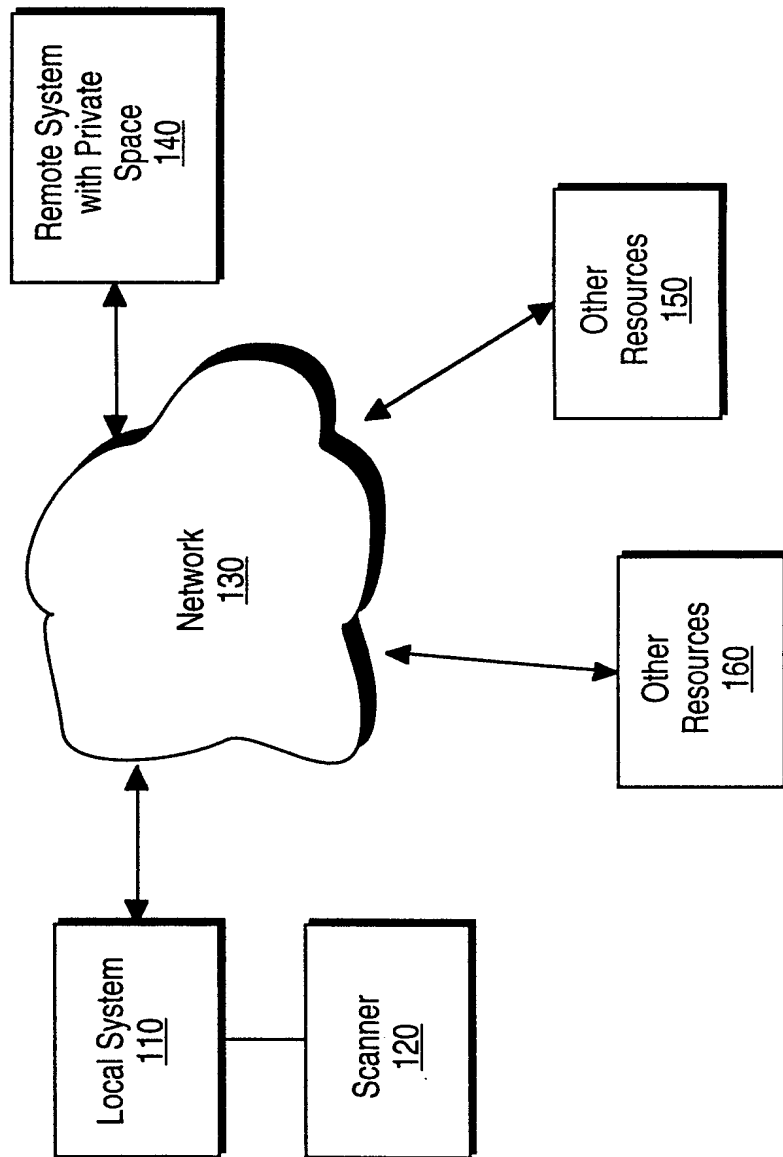 Local System
110
Scanner
120
Network
130
Remote System
with Private
Space
140
Other
Resources
160
Other
Resources
150